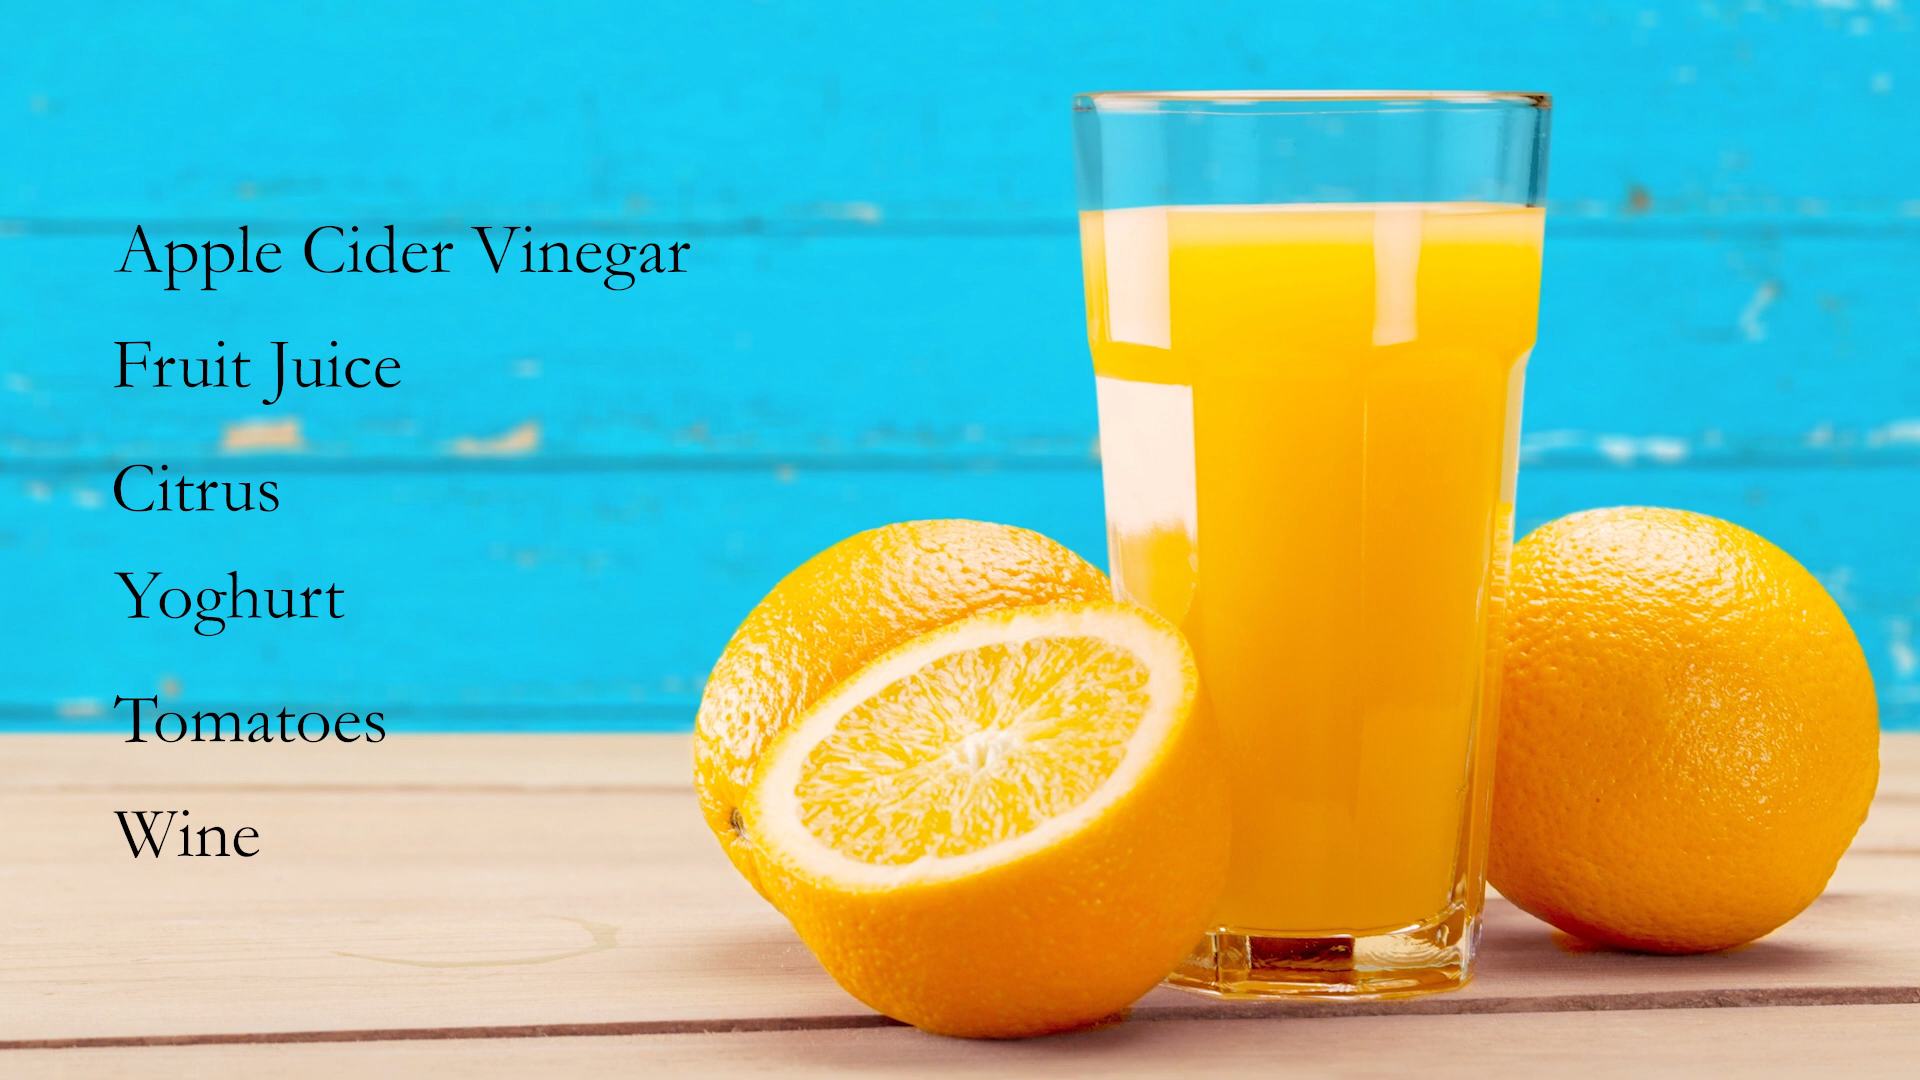 Apple Cider Vinegar
Fruit Juice
Citrus
Yoghurt
Tomatoes
Wine